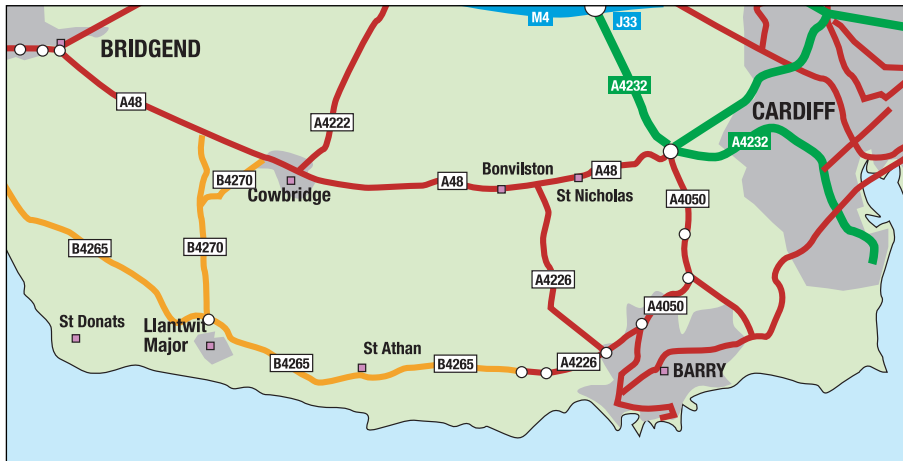 M4
J33
BRIDGEND
A4232
A48
CARDIFF
A4222
A4232
Bonvilston
A48
B4270
A48
St Nicholas
Cowbridge
A4050
B4265
B4270
A4226
A4050
St Donats
Llantwit
Major
St Athan
B4265
B4265
A4226
BARRY